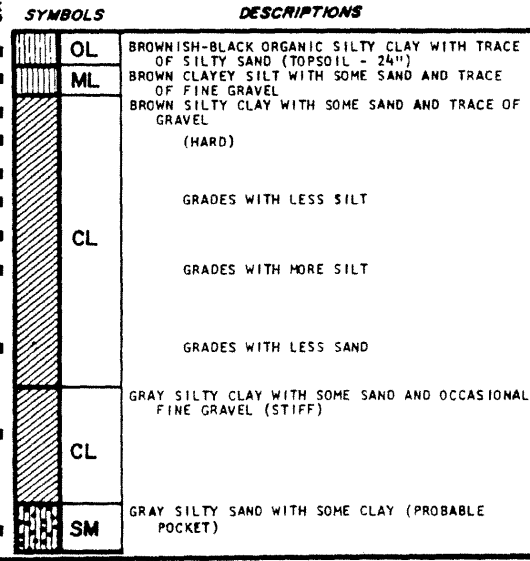 SYMBOLS DESCRIPTIONS
OL BROWNISH-BLACK ORGANIC SILTY CLAY WITH TRACE
OF SILTY SAND (TOPSOIL - 24")
ML BROWN CLAYEY SILT WITH SOME SAND AND TRACE
OF FINE GRAVEL
BROWN SILTY CLAY WITH SOME SAND AND TRACE OF
GRAVEL
(HARD)
GRADES WITH LESS SILT
CL
GRADES WITH MORE SILT
GRADES WITH LESS SAND
GRAY SILTY CLAY WITH SOME SAND AND OCCASIONAL
FINE GRAVEL (STIFF)
CL
GRAY SILTY SAND WITH SOME CLAY (PROBABLE
SM POCKET)